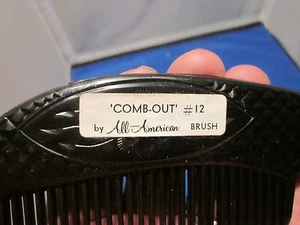 'COMB-OUT' #12
by All-American BRUSH